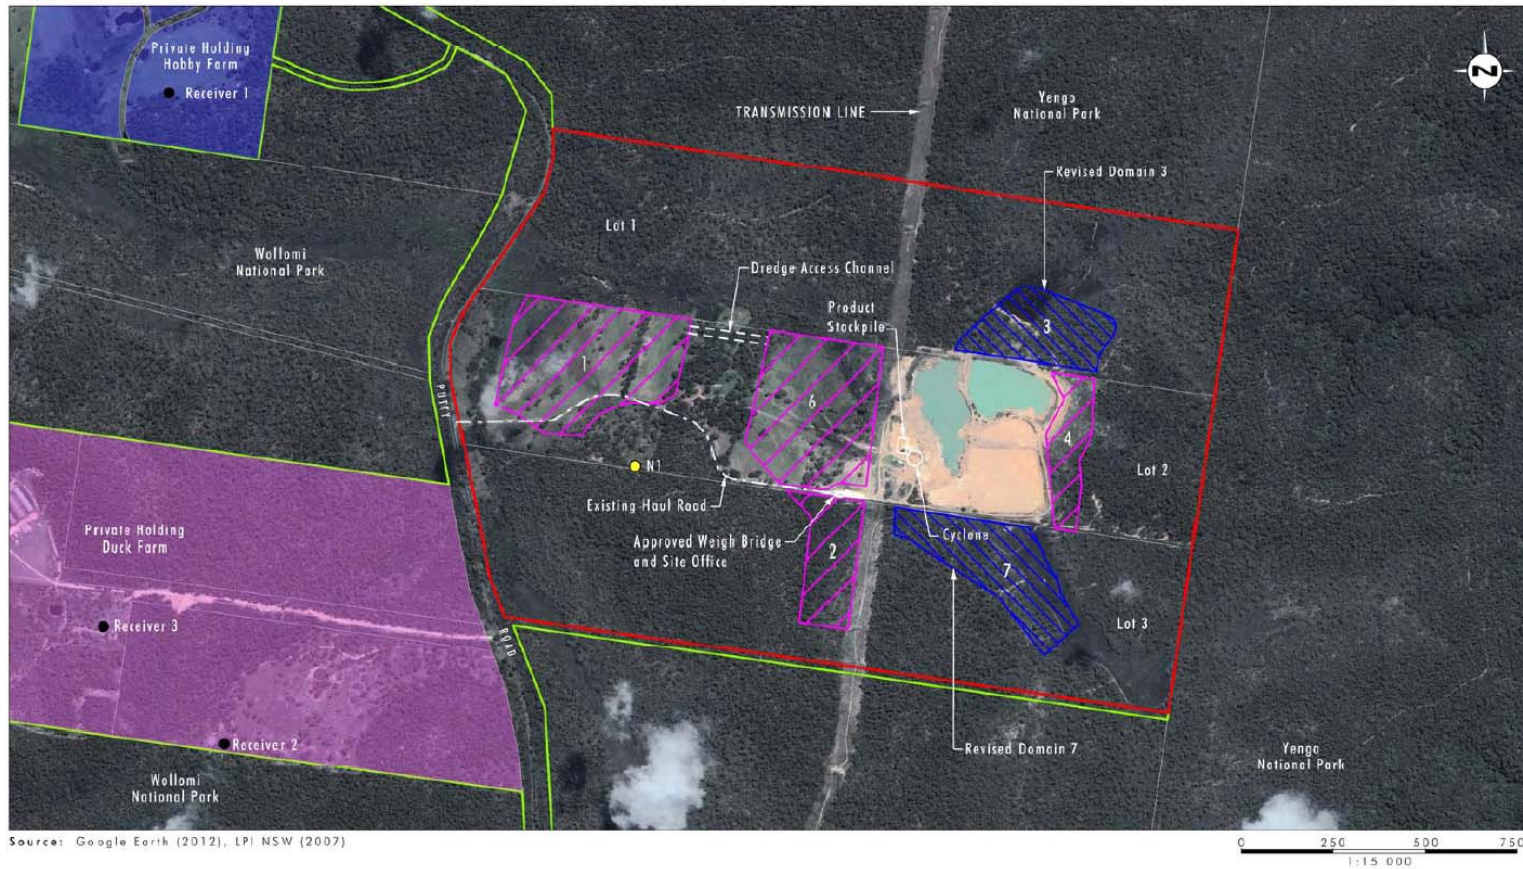 Private Holding
Hobby Farm
Receiver 1
TRANSMISSION LINE
Yengo
National Park
N
Revised Domain 3
Lot 1
Wollomi
National Park
Dredge Access Channel
Product
Stockpile
3
1
6
4
PUTTY
N1
Lot 2
Existing Haul Road
Private Holding
Duck Farm
Approved Weigh Bridge
and Site Office
Cyclone
2
7
Receiver 3
Lot 3
ROAD
Receiver 2
Revised Domain 7
Yengo
National Park
Wollomi
National Park
Source: Google Earth (2012), LPI NSW (2007)
0 250 500 750
1:15 000